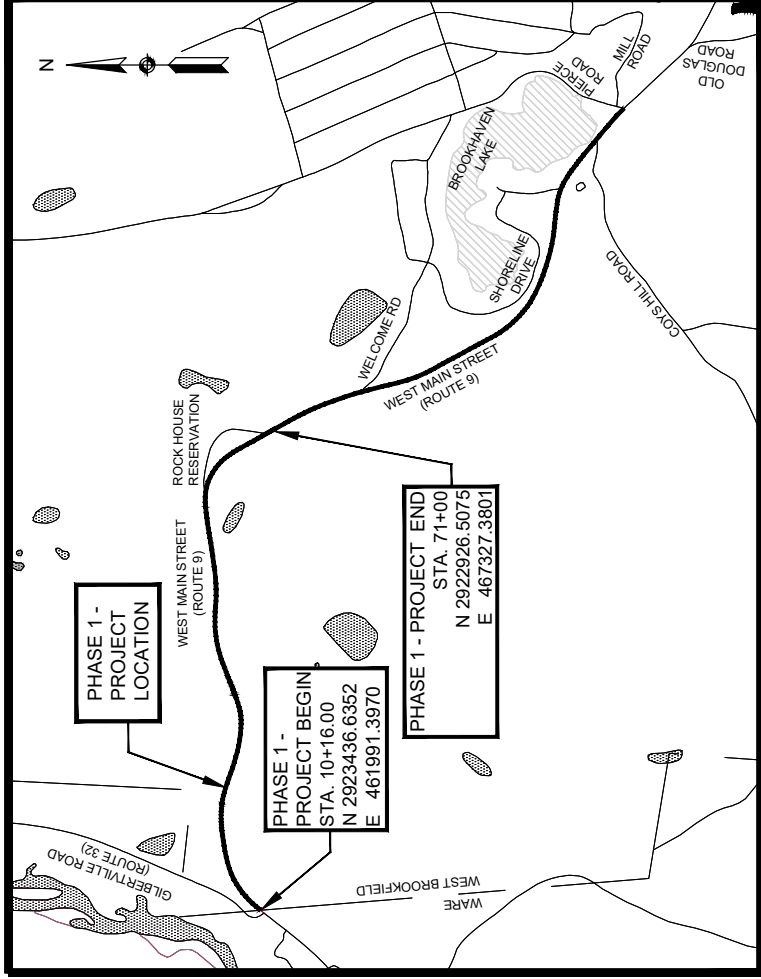 N
GILBERTVILLE ROAD
(ROUTE 32)
WARE
WEST BROOKFIELD
PHASE 1 -
PROJECT
LOCATION
PHASE 1 -
PROJECT BEGIN
STA. 10+16.00
N 2923436.6352
E 461991.3970
WEST MAIN STREET
(ROUTE 9)
ROCK HOUSE
RESERVATION
PHASE 1 - PROJECT END
STA. 71+00
N 2922926.5075
E 467327.3801
WELCOME RD
WEST MAIN STREET
(ROUTE 9)
SHORELINE
DRIVE
BROOKHAVEN
LAKE
COYS HILL ROAD
PIERCE
ROAD
MILL
ROAD
OLD
DOUGLAS
ROAD